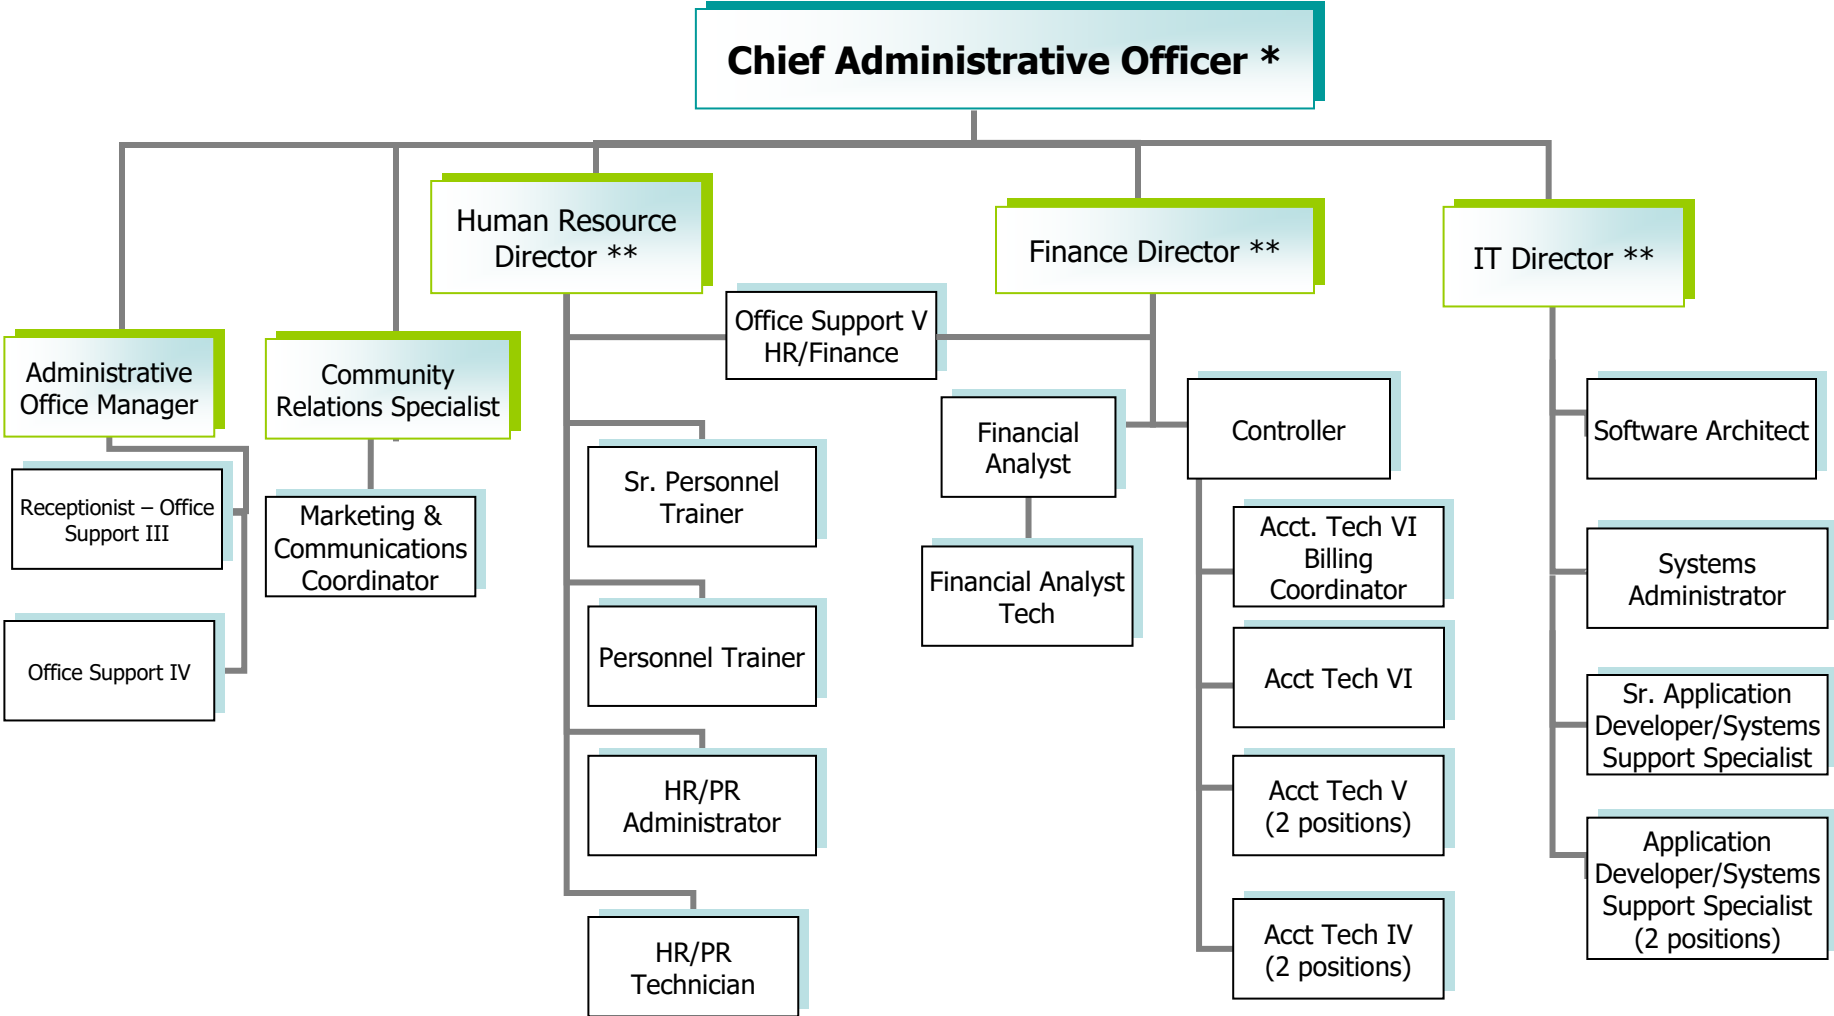 Chief Administrative Officer *
Human Resource
Director **
Finance Director **
IT Director **
Office Support V
HR/Finance
Administrative
Office Manager
Community
Relations Specialist
Receptionist – Office
Support III
Office Support IV
Marketing &
Communications
Coordinator
Sr. Personnel
Trainer
Personnel Trainer
HR/PR
Administrator
HR/PR
Technician
Financial
Analyst
Financial Analyst
Tech
Controller
Acct. Tech VI
Billing
Coordinator
Acct Tech VI
Acct Tech V
(2 positions)
Acct Tech IV
(2 positions)
Software Architect
Systems
Administrator
Sr. Application
Developer/Systems
Support Specialist
Application
Developer/Systems
Support Specialist
(2 positions)